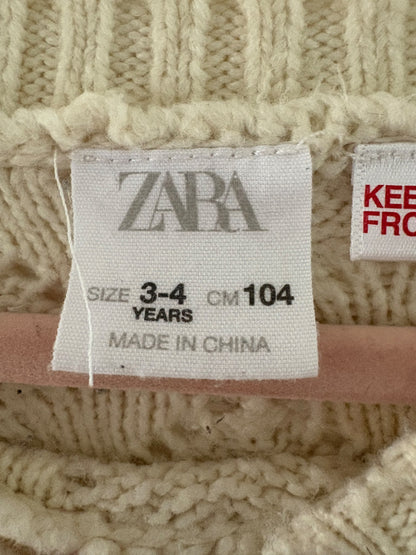 ZARA
SIZE 3-4 CM 104
YEARS
MADE IN CHINA
KEE
FRO